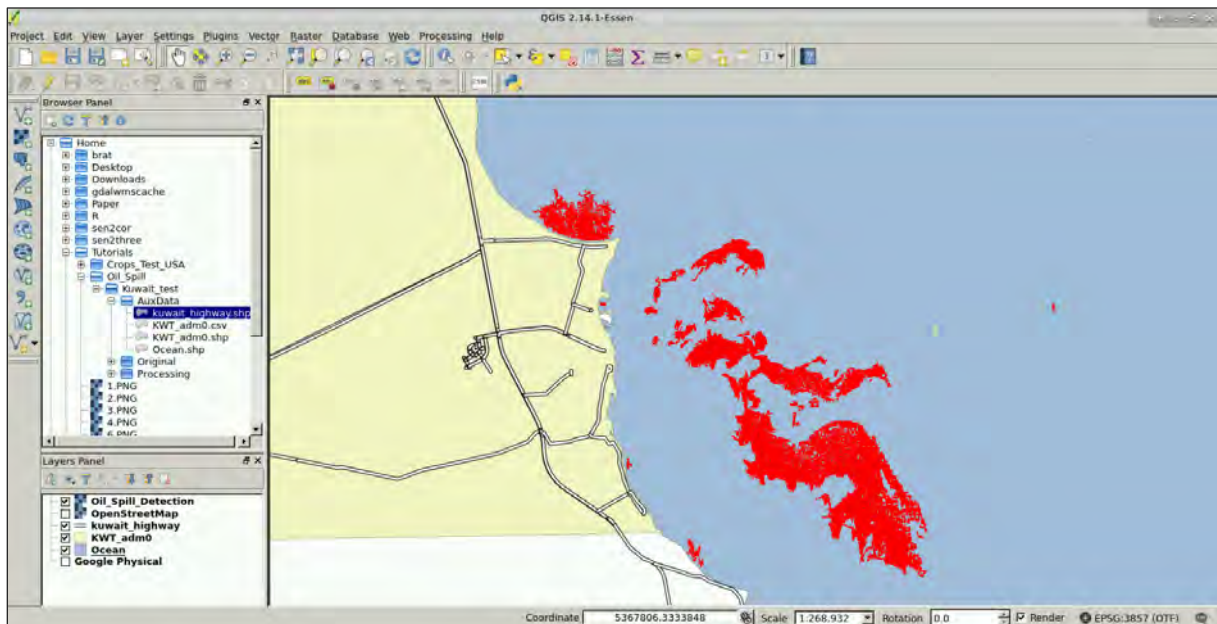 QGIS 2.14.1-Essen
Project Edit View Layer Settings Plugins Vector Raster Database Web Processing Help
Browser Panel
Home
brat
Desktop
Downloads
gdalwmscache
Paper
R
sen2cor
sen2three
Tutorials
Crops_Test_USA
Oil_Spill
Kuwait_test
AuxData
kuwait_highway.shp
KWT_adm0.csv
KWT_adm0.shp
Ocean.shp
Original
Processing
1.PNG
2.PNG
3.PNG
4.PNG
Layers Panel
Oil_Spill_Detection
OpenStreetMap
kuwait_highway
KWT_adm0
Ocean
Google Physical
Coordinate 5367806.3333848 Scale 1:268.932 Rotation 0.0 Render EPSG:3857 (OTF)